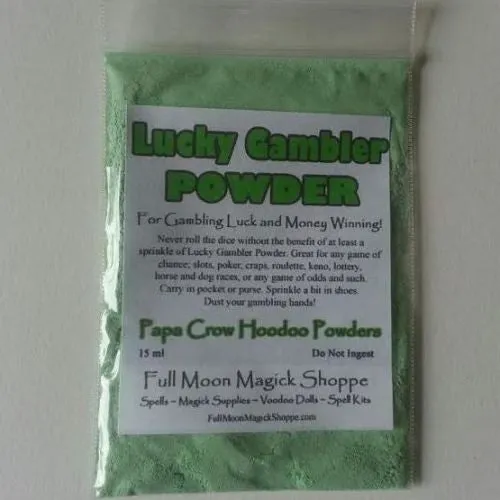 Lucky Gambler
POWDER
For Gambling Luck and Money Winning!
Never roll the dice without the benefit of at least a
sprinkle of Lucky Gambler Powder. Great for any game of
chance; slots, poker, craps, roulette, keno, lottery,
horse and dog races, or any game of odds and such.
Carry in pocket or purse. Sprinkle a bit in shoes.
Dust your gambling hands!
Papa Crow Hoodoo Powders
15 ml Do Not Ingest
Full Moon Magick Shoppe
Spells ~ Magick Supplies ~ Voodoo Dolls ~ Spell Kits
FullMoonMagickShoppe.com